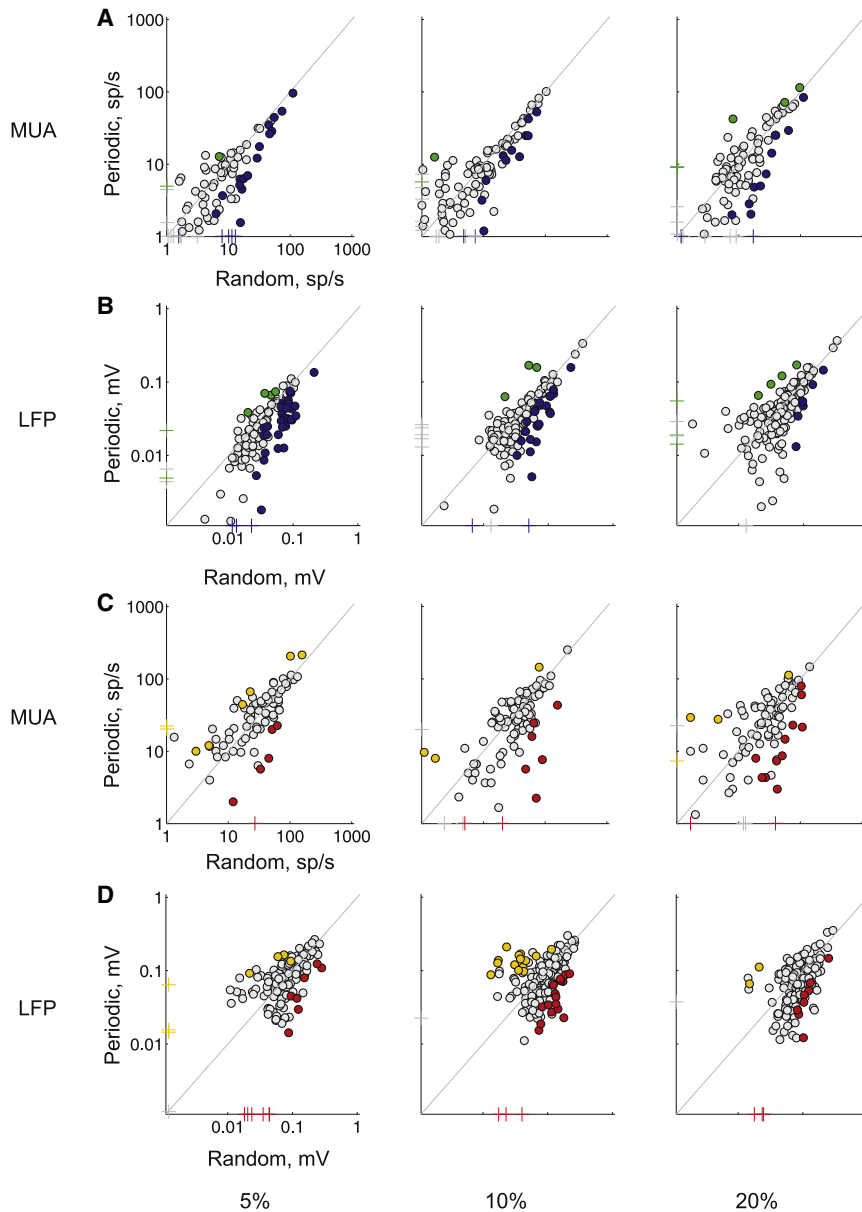 A
1000
100
10
1
Periodic, sp/s
MUA
1 10 100 1000
Random, sp/s
B
1
0.1
0.01
Periodic, mV
LFP
0.01 0.1 1
Random, mV
C
1000
100
10
1
Periodic, sp/s
MUA
1 10 100 1000
Random, sp/s
D
1
0.1
0.01
Periodic, mV
LFP
0.01 0.1 1
Random, mV
5% 10% 20%